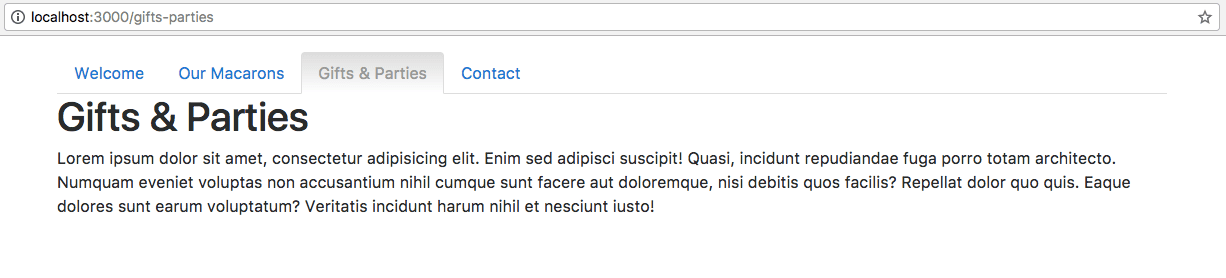 localhost:3000/gifts-parties
Welcome Our Macarons Gifts & Parties Contact
Gifts & Parties
Lorem ipsum dolor sit amet, consectetur adipisicing elit. Enim sed adipisci suscipit! Quasi, incidunt repudiandae fuga porro totam architecto.
Numquam eveniet voluptas non accusantium nihil cumque sunt facere aut doloremque, nisi debitis quos facilis? Repellat dolor quo quis. Eaque
dolores sunt earum voluptatum? Veritatis incidunt harum nihil et nesciunt iusto!